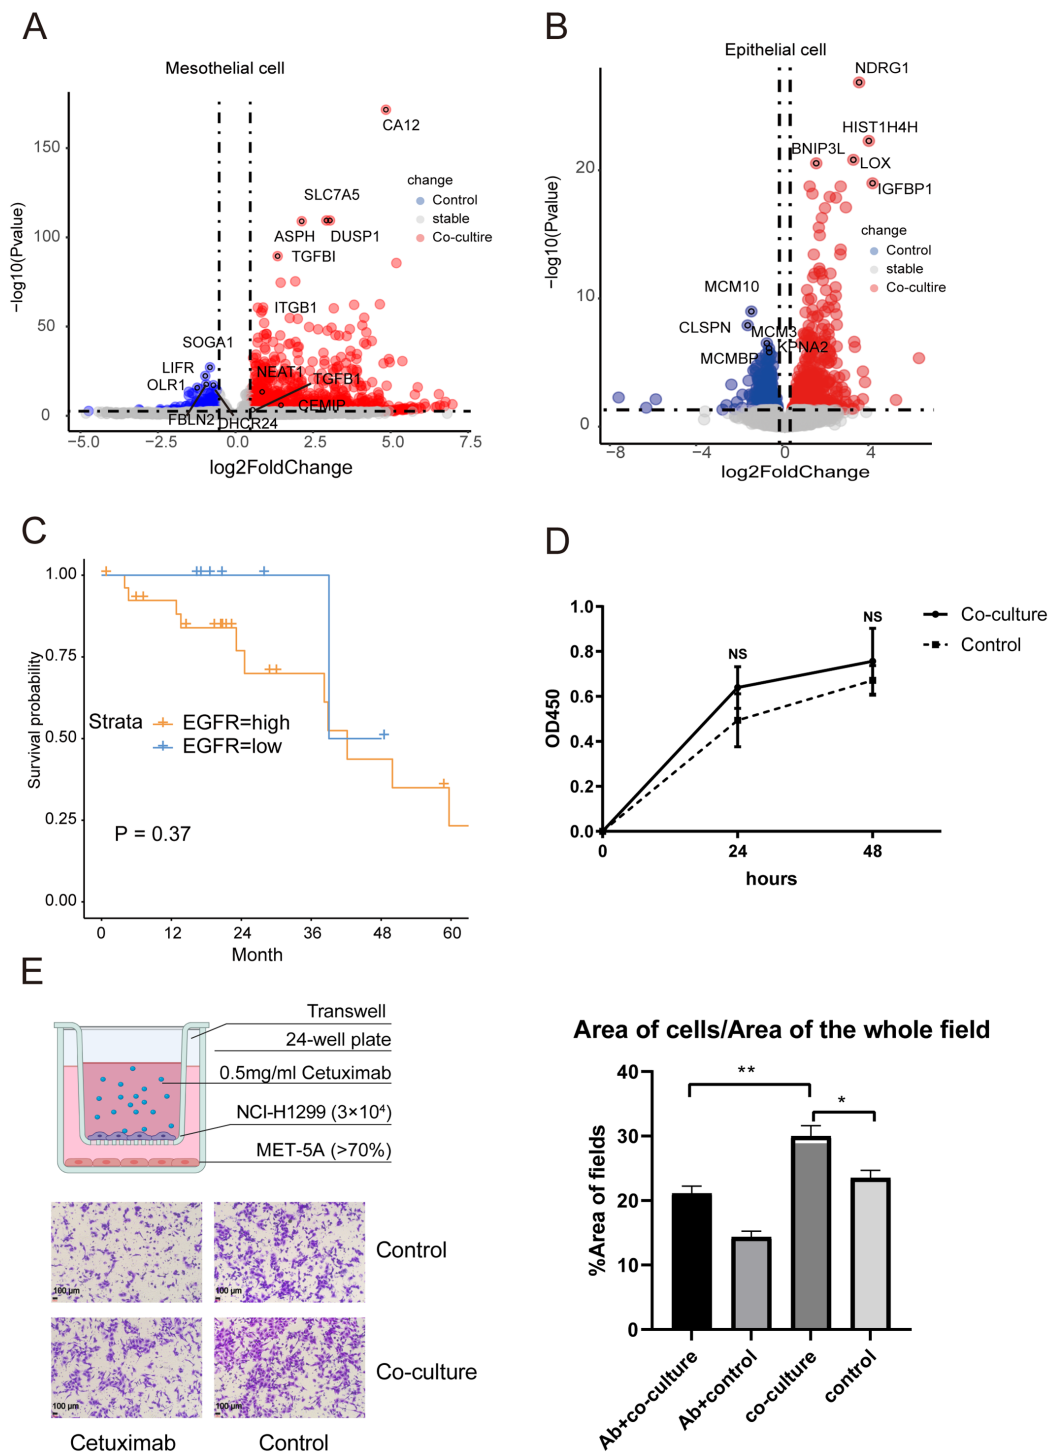 A
Mesothelial cell
−log10(Pvalue)
150
100
50
0
−5.0
−2.5
0.0
2.5
5.0
7.5
log2FoldChange
CA12
SLC7A5
ASPH
DUSP1
TGFBI
ITGB1
SOGA1
LIFR
OLR1
NEAT1
TGFB1
CEMIP
FBLN2
DHCR24
change
Control
stable
Co-cultire
B
Epithelial cell
−log10(Pvalue)
20
10
0
−8
−4
0
4
log2FoldChange
NDRG1
HIST1H4H
BNIP3L
LOX
IGFBP1
MCM10
CLSPN
MCM3
KPNA2
MCMBP
change
Control
stable
Co-cultire
C
Survival probability
1.00
0.75
0.50
0.25
0.00
Strata
EGFR=high
EGFR=low
P = 0.37
0
12
24
36
48
60
Month
D
OD450
1.0
0.8
0.6
0.4
0.2
0.0
0
24
48
hours
NS
NS
Co-culture
Control
E
Transwell
24-well plate
0.5mg/ml Cetuximab
NCI-H1299 (3×10⁴)
MET-5A (>70%)
100 μm
100 μm
Control
100 μm
100 μm
Co-culture
Cetuximab
Control
Area of cells/Area of the whole field
%Area of fields
40
30
20
10
0
**
*
Ab+co-culture
Ab+control
co-culture
control